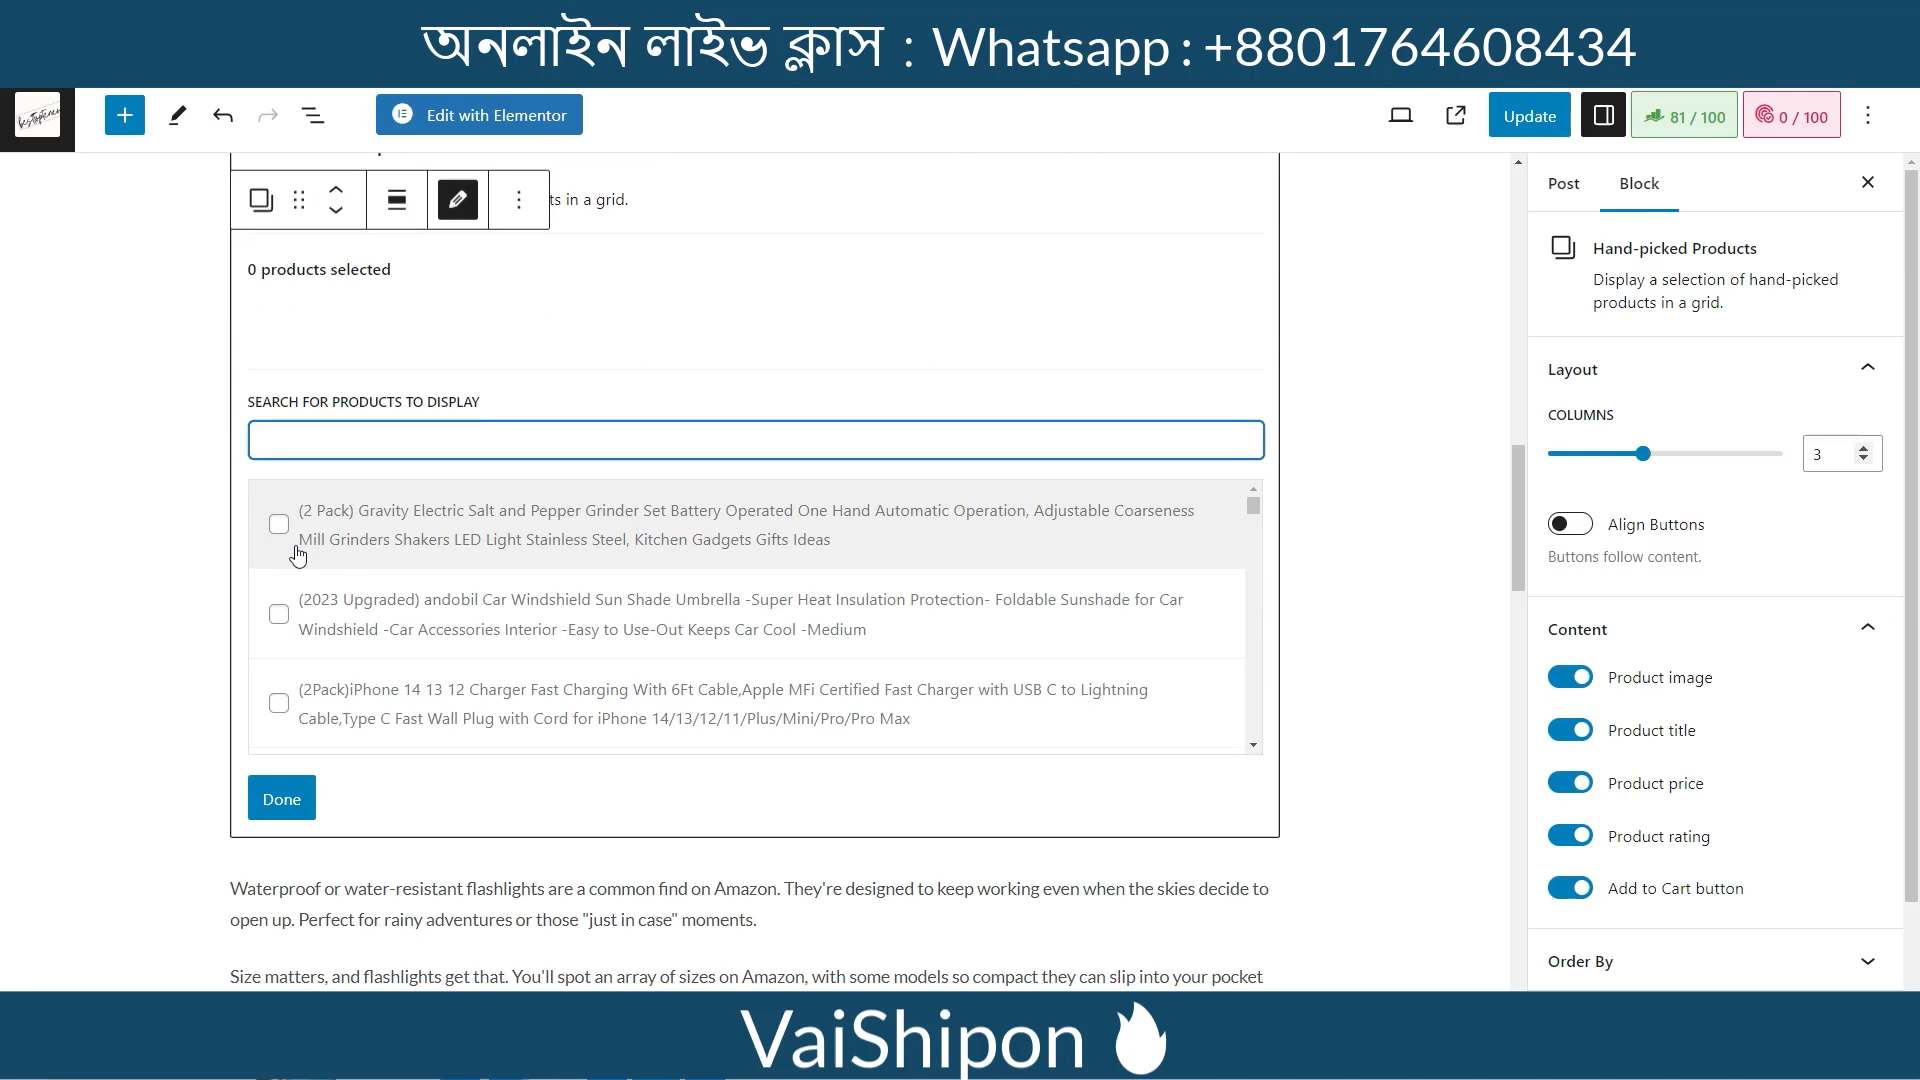 অনলাইন লাইভ ক্লাস : Whatsapp : +8801764608434
Edit with Elementor
Update
81 / 100
0 / 100
ts in a grid.
0 products selected
SEARCH FOR PRODUCTS TO DISPLAY
(2 Pack) Gravity Electric Salt and Pepper Grinder Set Battery Operated One Hand Automatic Operation, Adjustable Coarseness
Mill Grinders Shakers LED Light Stainless Steel, Kitchen Gadgets Gifts Ideas
(2023 Upgraded) andobil Car Windshield Sun Shade Umbrella -Super Heat Insulation Protection- Foldable Sunshade for Car
Windshield -Car Accessories Interior -Easy to Use-Out Keeps Car Cool -Medium
(2Pack)iPhone 14 13 12 Charger Fast Charging With 6Ft Cable,Apple MFi Certified Fast Charger with USB C to Lightning
Cable,Type C Fast Wall Plug with Cord for iPhone 14/13/12/11/Plus/Mini/Pro/Pro Max
Done
Waterproof or water-resistant flashlights are a common find on Amazon. They're designed to keep working even when the skies decide to
open up. Perfect for rainy adventures or those "just in case" moments.
Size matters, and flashlights get that. You'll spot an array of sizes on Amazon, with some models so compact they can slip into your pocket
Post
Block
Hand-picked Products
Display a selection of hand-picked
products in a grid.
Layout
COLUMNS
3
Align Buttons
Buttons follow content.
Content
Product image
Product title
Product price
Product rating
Add to Cart button
Order By
VaiShipon